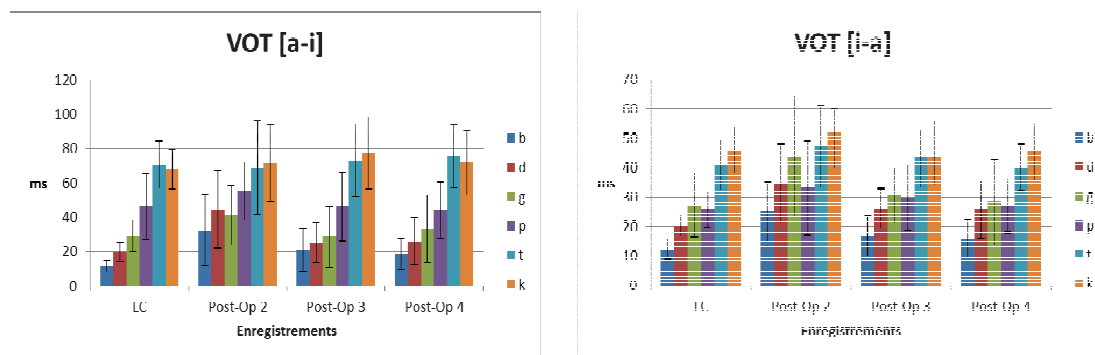 VOT [a-i]
120
100
80
60
40
20
0
ms
b
d
g
p
t
k
LC Post-Op 2 Post-Op 3 Post-Op 4
Enregistrements
VOT [i-a]
70
60
50
40
30
20
10
0
ms
b
d
g
p
t
k
LC Post-Op 2 Post-Op 3 Post-Op 4
Enregistrements